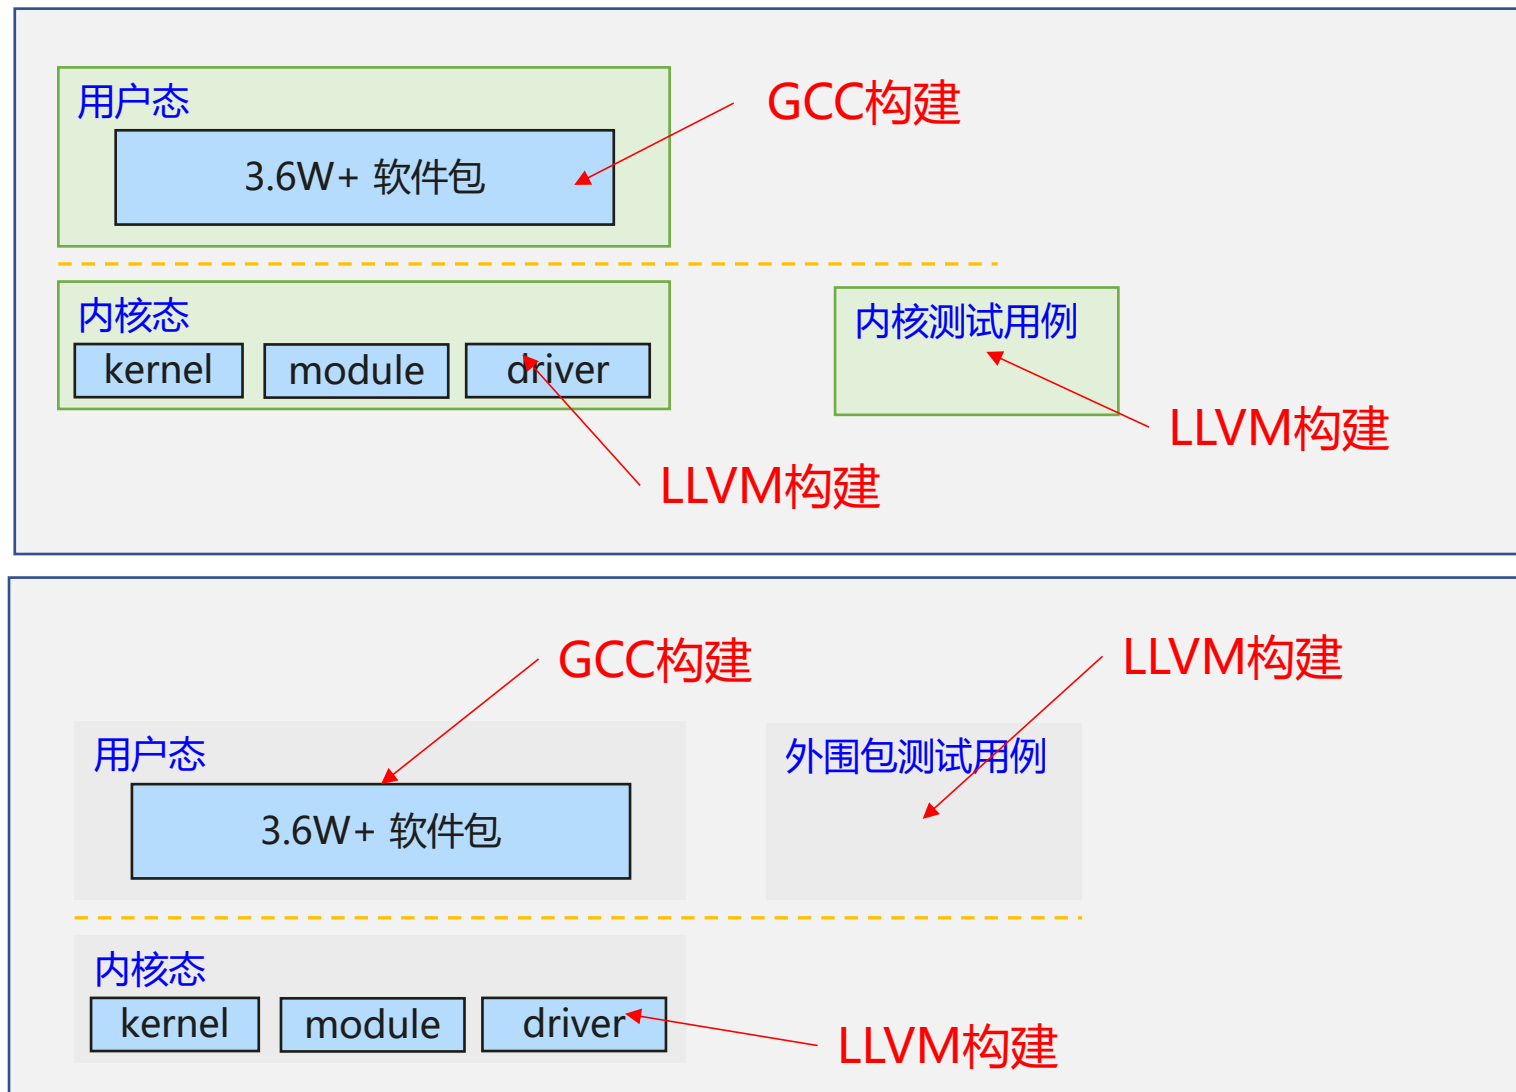 用户态
GCC构建
3.6W+ 软件包
内核态
内核测试用例
kernel
module
driver
LLVM构建
LLVM构建
GCC构建
LLVM构建
用户态
外围包测试用例
3.6W+ 软件包
内核态
kernel
module
driver
LLVM构建